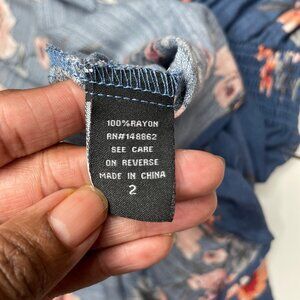 100%RAYON
RN#148862
SEE CARE
ON REVERSE
MADE IN CHINA
2